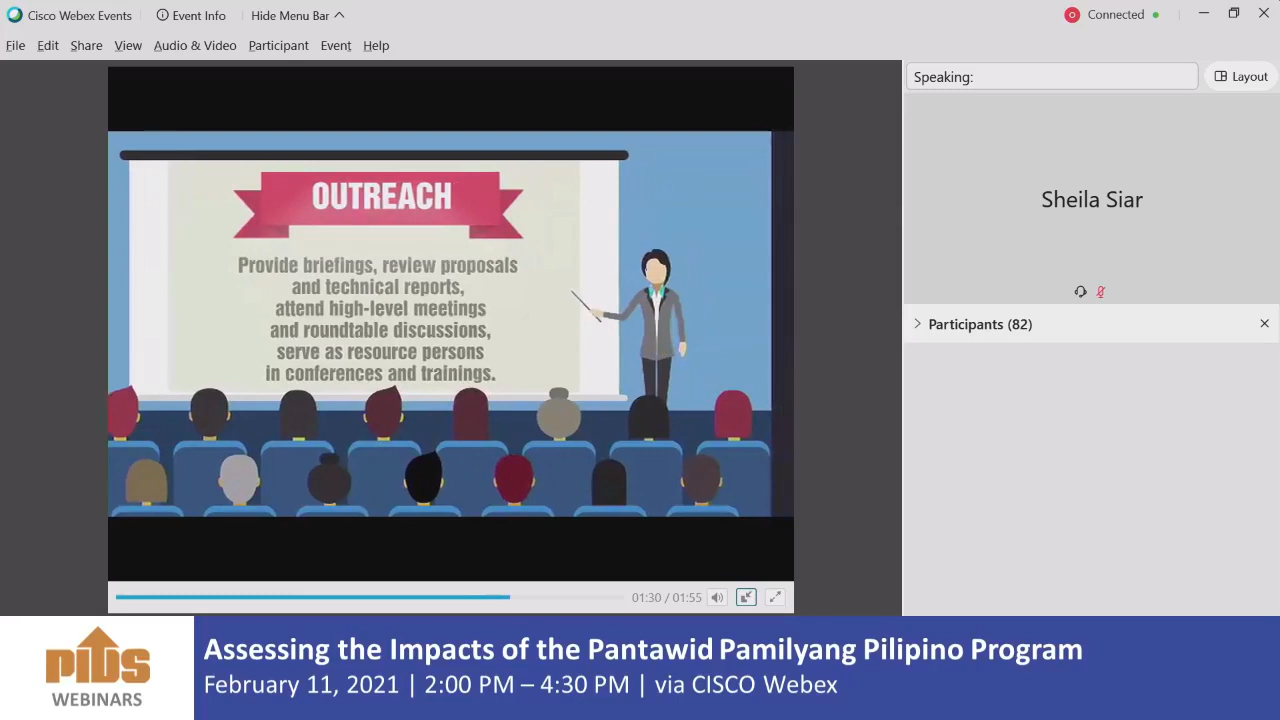 Cisco Webex Events
Event Info
Hide Menu Bar
Connected
File Edit Share View Audio & Video Participant Event Help
Speaking:
Layout
OUTREACH
Provide briefings, review proposals
and technical reports,
attend high-level meetings
and roundtable discussions,
serve as resource persons
in conferences and trainings.
Sheila Siar
Participants (82)
01:30 / 01:55
PIDS
WEBINARS
Assessing the Impacts of the Pantawid Pamilyang Pilipino Program
February 11, 2021 | 2:00 PM – 4:30 PM | via CISCO Webex